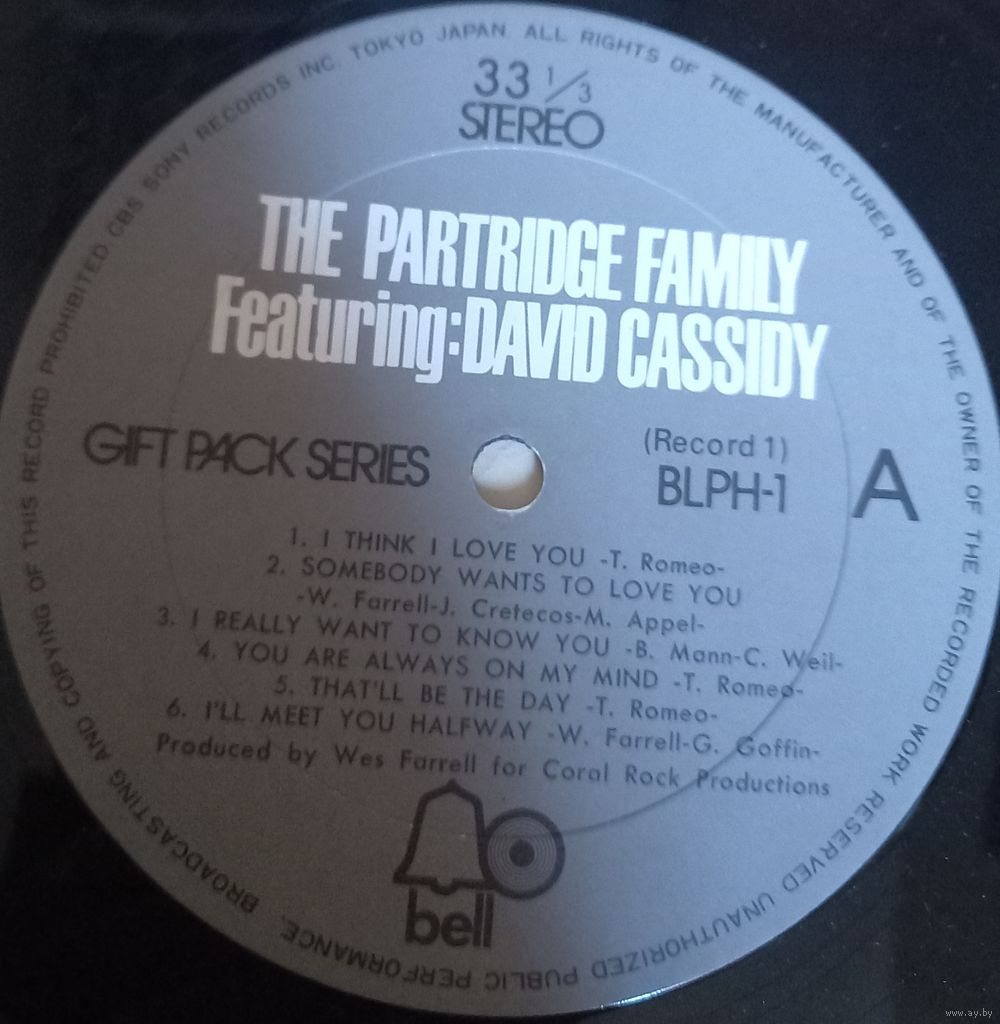 BROADCASTING AND COPYING OF THIS RECORD PROHIBITED CBS SONY RECORDS INC. TOKYO JAPAN ALL RIGHTS OF THE MANUFACTURER AND OF THE OWNER OF THE RECORDED WORK RESERVED UNAUTHORIZED PUBLIC PERFORMANCE.
33 1/3
STEREO
THE PARTRIDGE FAMILY
Featuring:DAVID CASSIDY
GIFT PACK SERIES
(Record 1)
BLPH-1
A
1. I THINK I LOVE YOU -T. Romeo-
2. SOMEBODY WANTS TO LOVE YOU
-W. Farrell-J. Cretecos-M. Appel-
3. I REALLY WANT TO KNOW YOU -B. Mann-C. Weil-
4. YOU ARE ALWAYS ON MY MIND -T. Romeo-
5. THAT'LL BE THE DAY -T. Romeo-
6. I'LL MEET YOU HALFWAY -W. Farrell-G. Goffin-
Produced by Wes Farrell for Coral Rock Productions
bell
www.ay.by